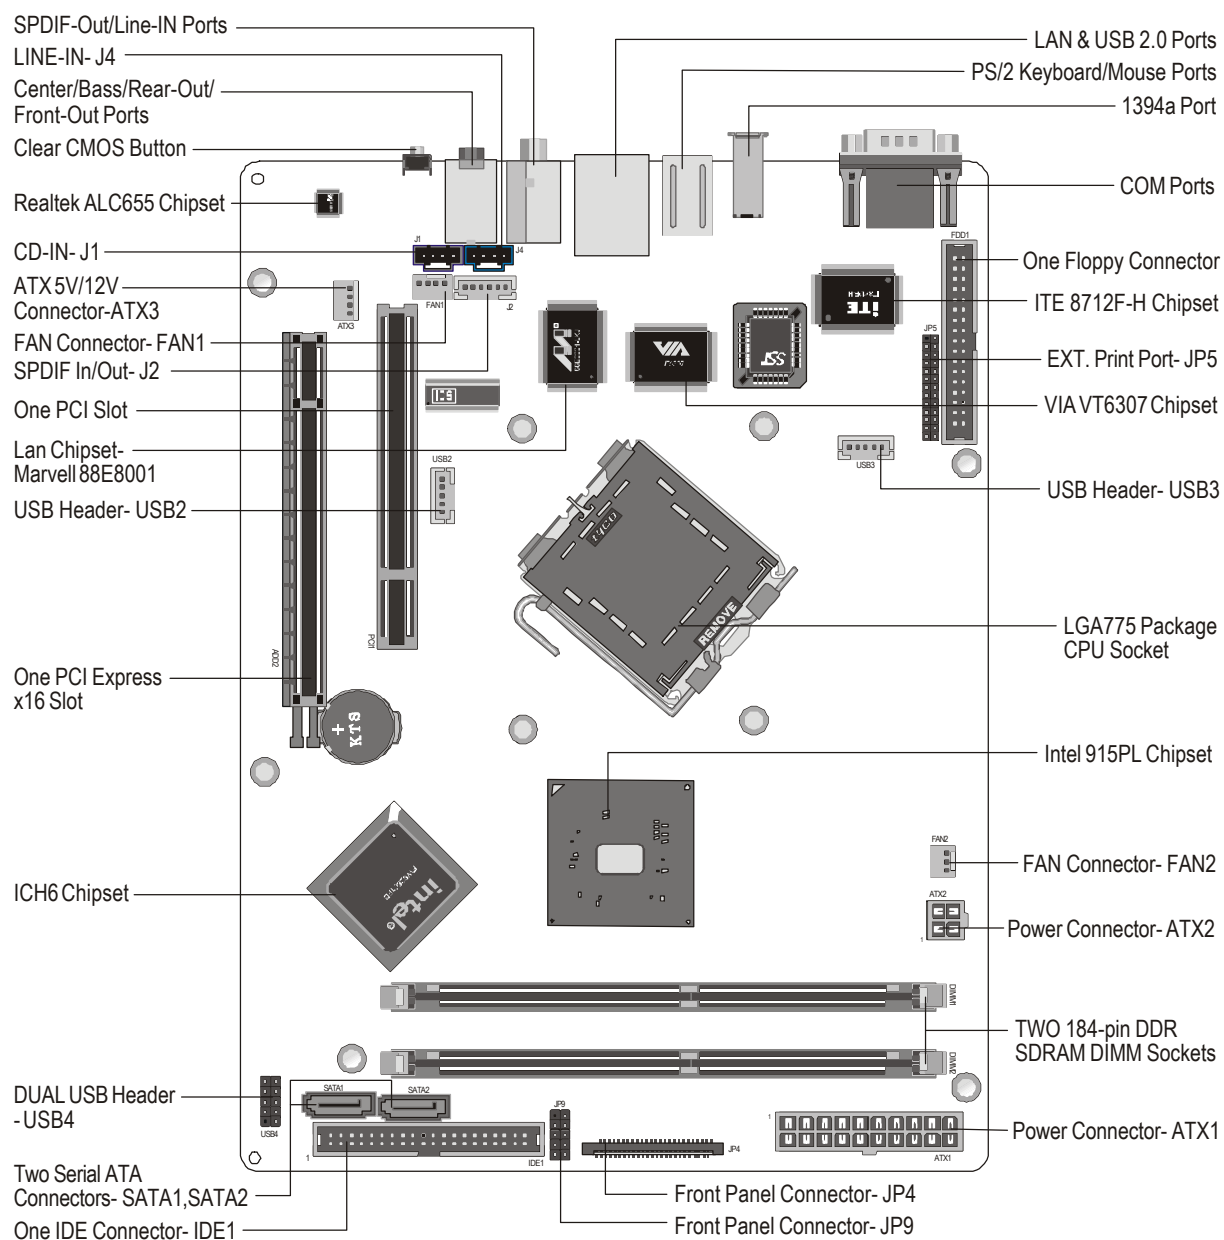 SPDIF-Out/Line-IN Ports
LINE-IN- J4
Center/Bass/Rear-Out/
Front-Out Ports
Clear CMOS Button
Realtek ALC655 Chipset
CD-IN- J1
ATX 5V/12V
Connector-ATX3
FAN Connector- FAN1
SPDIF In/Out- J2
One PCI Slot
Lan Chipset-
Marvell 88E8001
USB Header- USB2
One PCI Express
x16 Slot
ICH6 Chipset
DUAL USB Header
- USB4
Two Serial ATA
Connectors- SATA1,SATA2
One IDE Connector- IDE1
LAN & USB 2.0 Ports
PS/2 Keyboard/Mouse Ports
1394a Port
COM Ports
One Floppy Connector
ITE 8712F-H Chipset
EXT. Print Port- JP5
VIA VT6307 Chipset
USB Header- USB3
LGA775 Package
CPU Socket
Intel 915PL Chipset
FAN Connector- FAN2
Power Connector- ATX2
TWO 184-pin DDR
SDRAM DIMM Sockets
Power Connector- ATX1
Front Panel Connector- JP4
Front Panel Connector- JP9
J1
J4
FDD1
FAN1
J2
ATX3
iTE
JP5
VIA
SST
ICS
USB2
USB3
PCI1
ADD2
REMOVE
+
KTS
intel
®
FAN2
ATX2
1
DIMM1
DIMM2
SATA1
SATA2
USB4
JP9
1
IDE1
JP4
1
ATX1